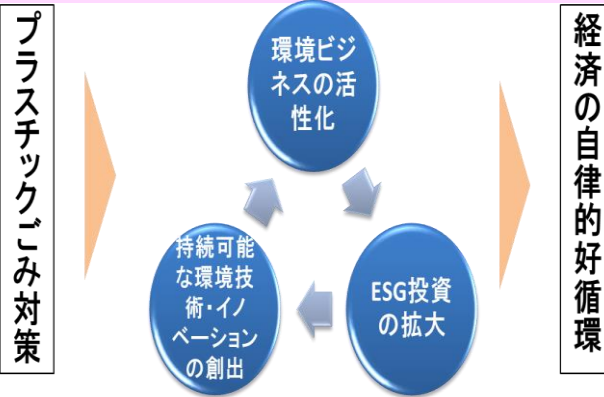 プラスチックごみ対策
環境ビジ
ネスの活
性化
持続可能
な環境技
術・イノ
ベーション
の創出
ESG投資
の拡大
経済の自律的好循環